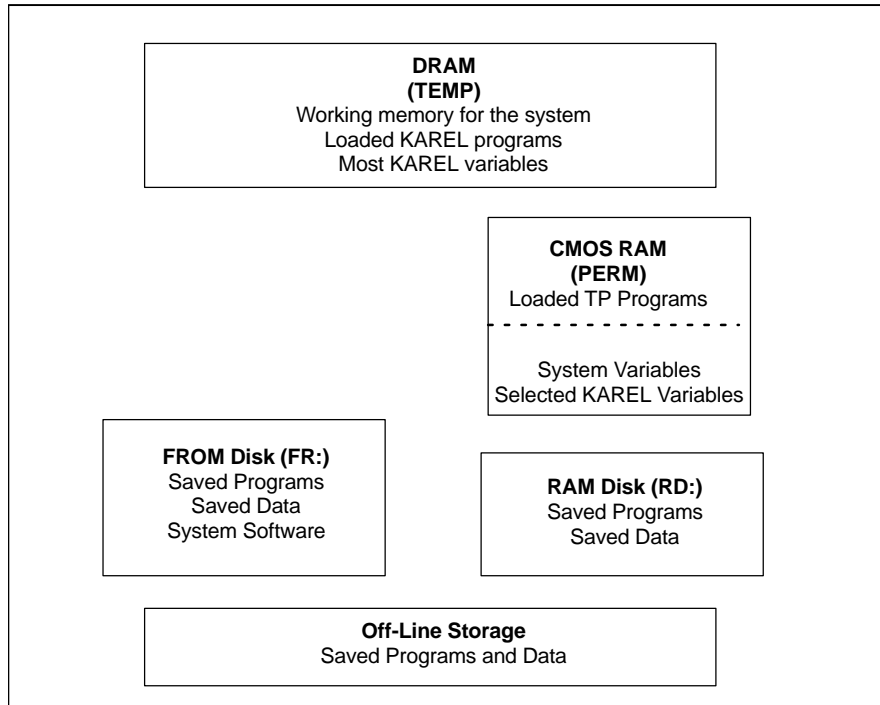 DRAM
(TEMP)
Working memory for the system
Loaded KAREL programs
Most KAREL variables
CMOS RAM
(PERM)
Loaded TP Programs
System Variables
Selected KAREL Variables
FROM Disk (FR:)
Saved Programs
Saved Data
System Software
RAM Disk (RD:)
Saved Programs
Saved Data
Off-Line Storage
Saved Programs and Data